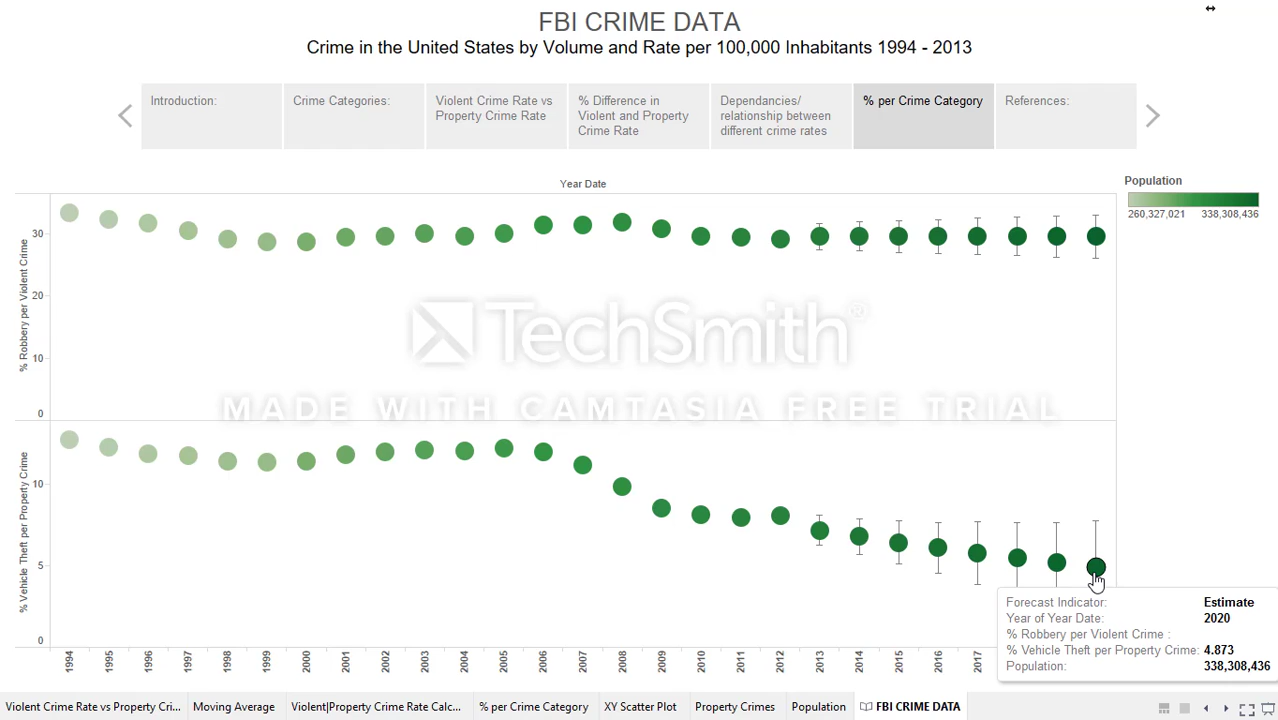 FBI CRIME DATA
Crime in the United States by Volume and Rate per 100,000 Inhabitants 1994 - 2013
Introduction:
Crime Categories:
Violent Crime Rate vs
Property Crime Rate
% Difference in
Violent and Property
Crime Rate
Dependancies/
relationship between
different crime rates
% per Crime Category
References:
Year Date
Population
260,327,021 338,308,436
% Robbery per Violent Crime
30
20
10
0
TechSmith®
MADE WITH CAMTASIA FREE TRIAL
% Vehicle Theft per Property Crime
10
5
0
1994 1995 1996 1997 1998 1999 2000 2001 2002 2003 2004 2005 2006 2007 2008 2009 2010 2011 2012 2013 2014 2015 2016 2017
Forecast Indicator: Estimate
Year of Year Date: 2020
% Robbery per Violent Crime :
% Vehicle Theft per Property Crime: 4.873
Population: 338,308,436
Violent Crime Rate vs Property Cri... Moving Average Violent|Property Crime Rate Calc... % per Crime Category XY Scatter Plot Property Crimes Population FBI CRIME DATA